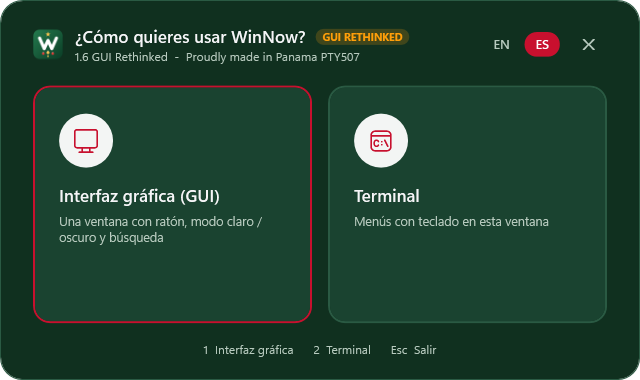 ¿Cómo quieres usar WinNow? GUI RETHINKED
1.6 GUI Rethinked - Proudly made in Panama PTY507
EN ES
W
C:\
Interfaz gráfica (GUI)
Una ventana con ratón, modo claro /
oscuro y búsqueda
Terminal
Menús con teclado en esta ventana
1 Interfaz gráfica 2 Terminal Esc Salir